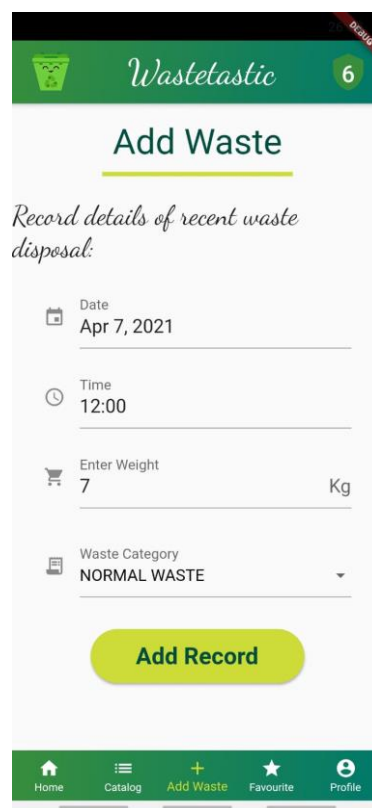 DEBUG
Wastetastic
6
Add Waste
Record details of recent waste
disposal:
Date
Apr 7, 2021
Time
12:00
Enter Weight
7 Kg
Waste Category
NORMAL WASTE
Add Record
Home Catalog Add Waste Favourite Profile